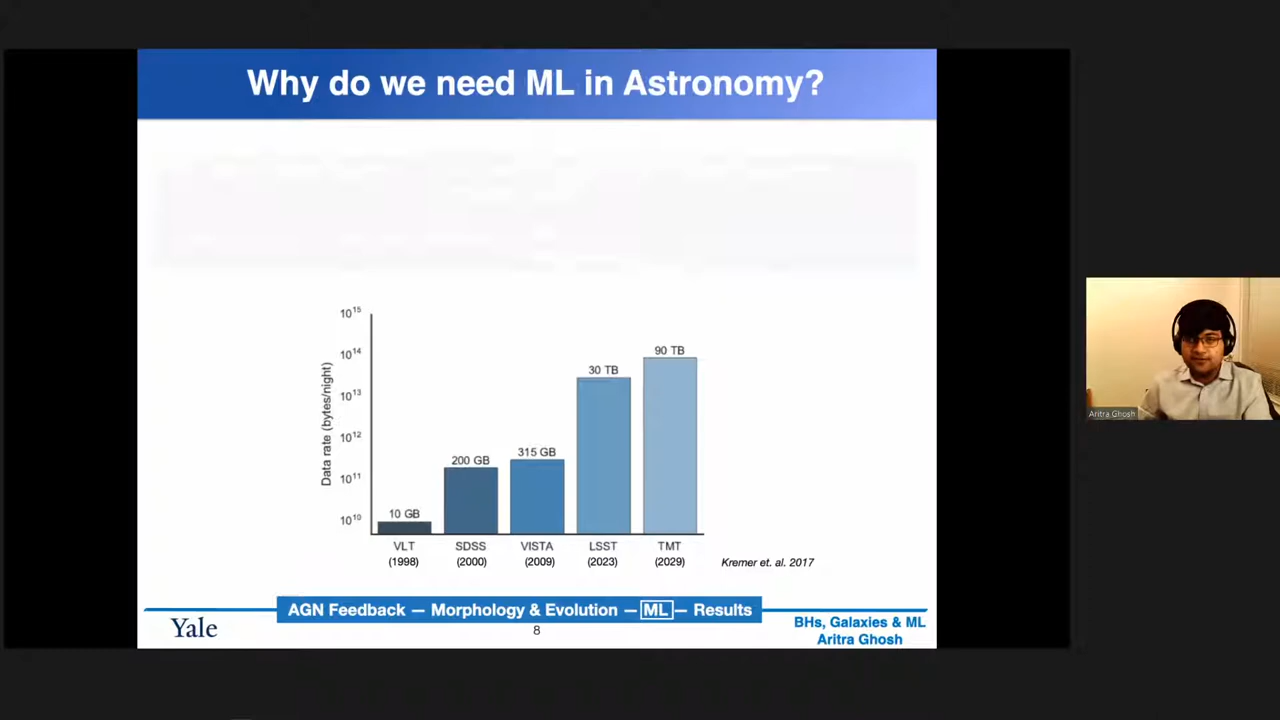 Why do we need ML in Astronomy?
10¹⁵
10¹⁴
10¹³
10¹²
10¹¹
10¹⁰
Data rate (bytes/night)
10 GB
200 GB
315 GB
30 TB
90 TB
VLT
(1998)
SDSS
(2000)
VISTA
(2009)
LSST
(2023)
TMT
(2029)
Kremer et. al. 2017
AGN Feedback — Morphology & Evolution — ML — Results
Yale
8
BHs, Galaxies & ML
Aritra Ghosh
Aritra Ghosh